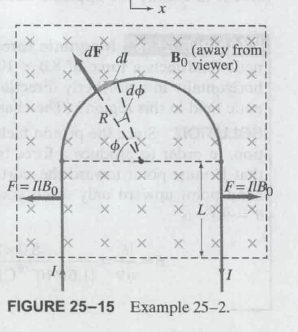 x
dF
dl
B₀ (away from
viewer)
dϕ
R
ϕ
F = IlB₀
F = IlB₀
L
I
I
FIGURE 25–15 Example 25–2.